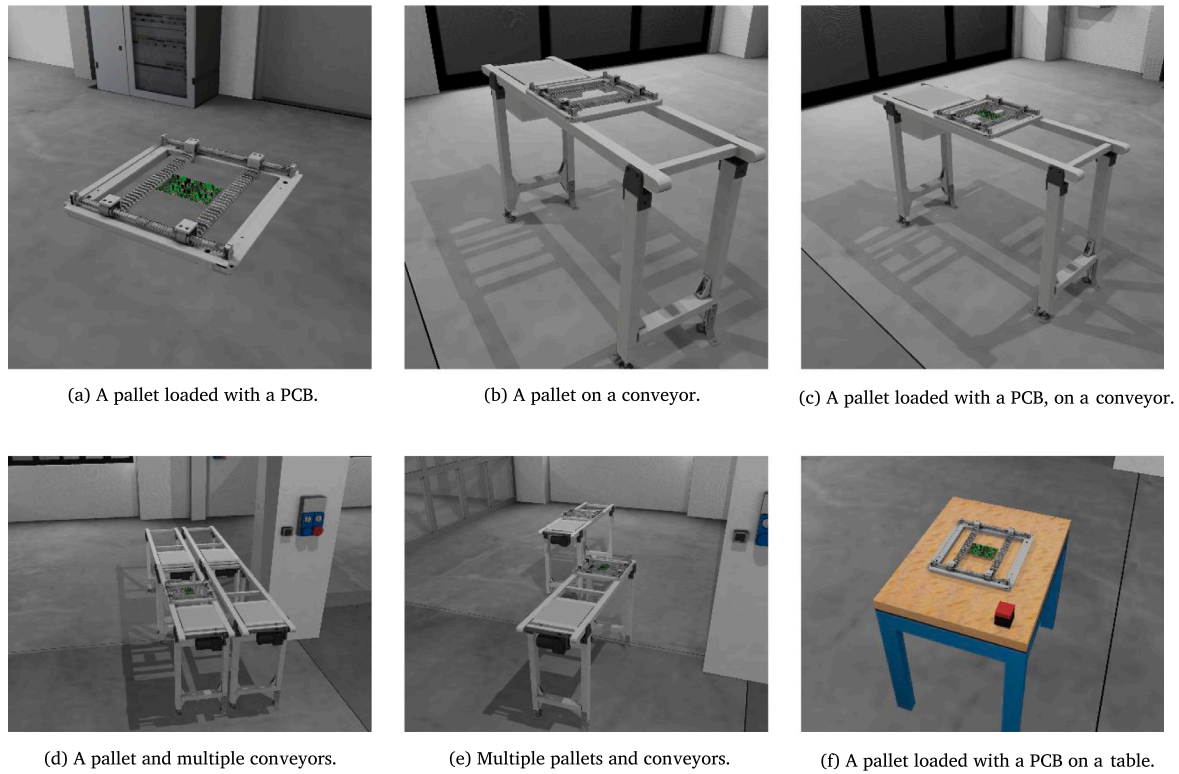 (a) A pallet loaded with a PCB.
(b) A pallet on a conveyor.
(c) A pallet loaded with a PCB, on a conveyor.
(d) A pallet and multiple conveyors.
(e) Multiple pallets and conveyors.
(f) A pallet loaded with a PCB on a table.